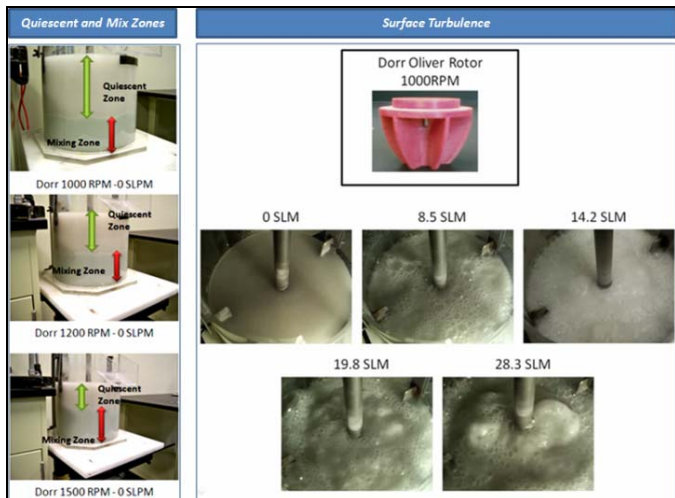 Quiescent and Mix Zones
Surface Turbulence
Quiescent
Zone
Mixing Zone
Dorr 1000 RPM -0 SLPM
Quiescent
Zone
Mixing Zone
Dorr 1200 RPM - 0 SLPM
Quiescent
Zone
Mixing Zone
Dorr 1500 RPM - 0 SLPM
Dorr Oliver Rotor
1000RPM
0 SLM
8.5 SLM
14.2 SLM
19.8 SLM
28.3 SLM